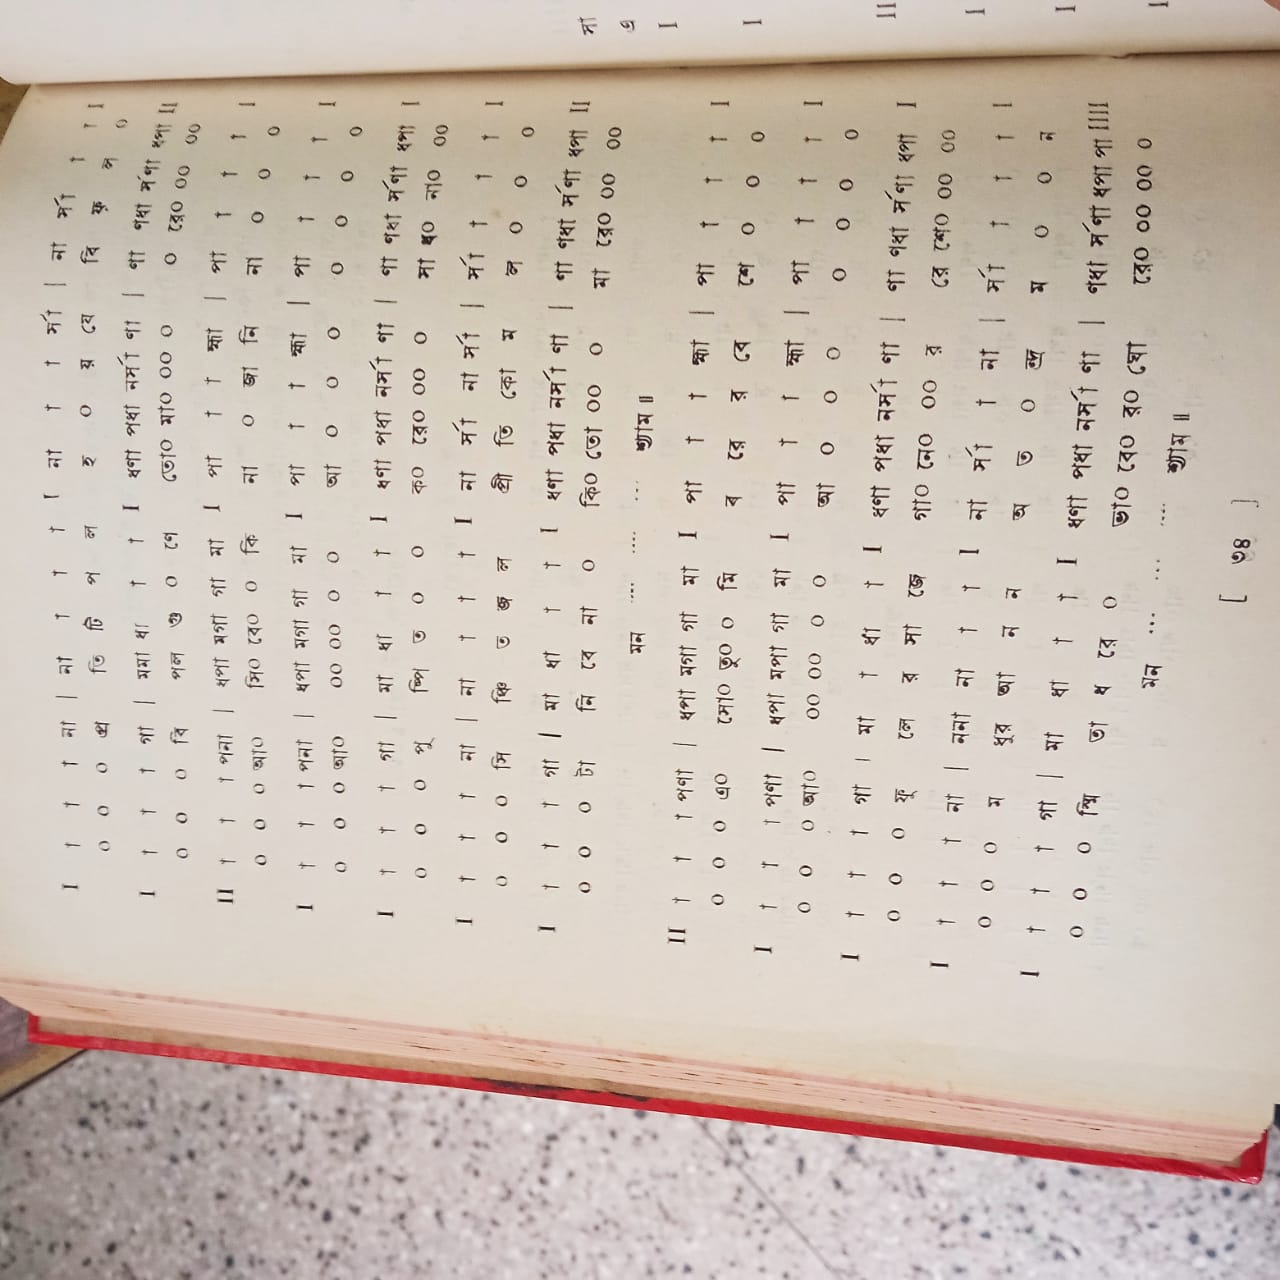 I † † † না | না † † † I না † † র্সা | না র্সা † † I
০ ০ ০ প্র তি টি প ল হ ০ য় যে বি ফ্ ল ০
I † † † গা | মমা ধা † † I ধণা পধা নর্সা ণা | ণা ণধা র্সণা ধপা II
০ ০ ০ বি পল গু ০ ণে তো০ মা০ ০০ ০ ০ রে০ ০০ ০০
II † † † পনা | ধপা মগা গা মা I পা † † হ্মা | পা † † † I
০ ০ ০ আ০ সি০ বে০ ০ কি না ০ জা নি না ০ ০ ০
I † † † পনা | ধপা মগা গা মা I পা † † হ্মা | পা † † † I
০ ০ ০ আ০ ০০ ০০ ০ ০ আ ০ ০ ০ ০ ০ ০ ০
I † † † গা | মা ধা † † I ধণা পধা নর্সা ণা | ণা ণধা র্সণা ধপা I
০ ০ ০ পু ষ্পি ত ০ ০ ক০ রে০ ০০ ০ সা ধ০ না০ ০০
I † † † না | না † † † I না র্সা না র্সা | র্সা † † † I
০ ০ ০ সি ঞ্চি ত জ ল প্রী তি কো ম ল ০ ০ ০
I † † † গা | মা ধা † † I ধণা পধা নর্সা ণা | ণা ণধা র্সণা ধপা II
০ ০ ০ টা নি বে না ০ কি০ তো ০০ ০ মা রে০ ০০ ০০
মন .... .... ... শ্যাম ॥
II † † † পণা | ধপা মগা গা মা I পা † † হ্মা | পা † † † I
০ ০ ০ এ০ সো০ তু০ ০ মি ব রে র বে শে ০ ০ ০
I † † † পণা | ধপা মপা গা মা I পা † † হ্মা | পা † † † I
০ ০ ০ আ০ ০০ ০০ ০ ০ আ ০ ০ ০ ০ ০ ০ ০
I † † † গা | মা † ধা † I ধণা পধা নর্সা ণা | ণা ণধা র্সণা ধপা I
০ ০ ০ ফু লে র সা জে গা০ নে০ ০০ র রে শে০ ০০ ০০
I † † † না | ননা না † † I না র্সা † না | র্সা † † † I
০ ০ ০ ম ধুর আ ন ন অ ত ০ ন্দ্র ম ০ ০ ন
I † † † গা | মা ধা † † I ধণা পধা নর্সা ণা | ণধা র্সণা ধপা পা IIII
০ ০ ০ শ্মি তা ধ রে ০ ভা০ বে০ র০ ঘো রে০ ০০ ০০ ০
মন ... ... .... শ্যাম ॥
[ ৩৪ ]
সা
এ